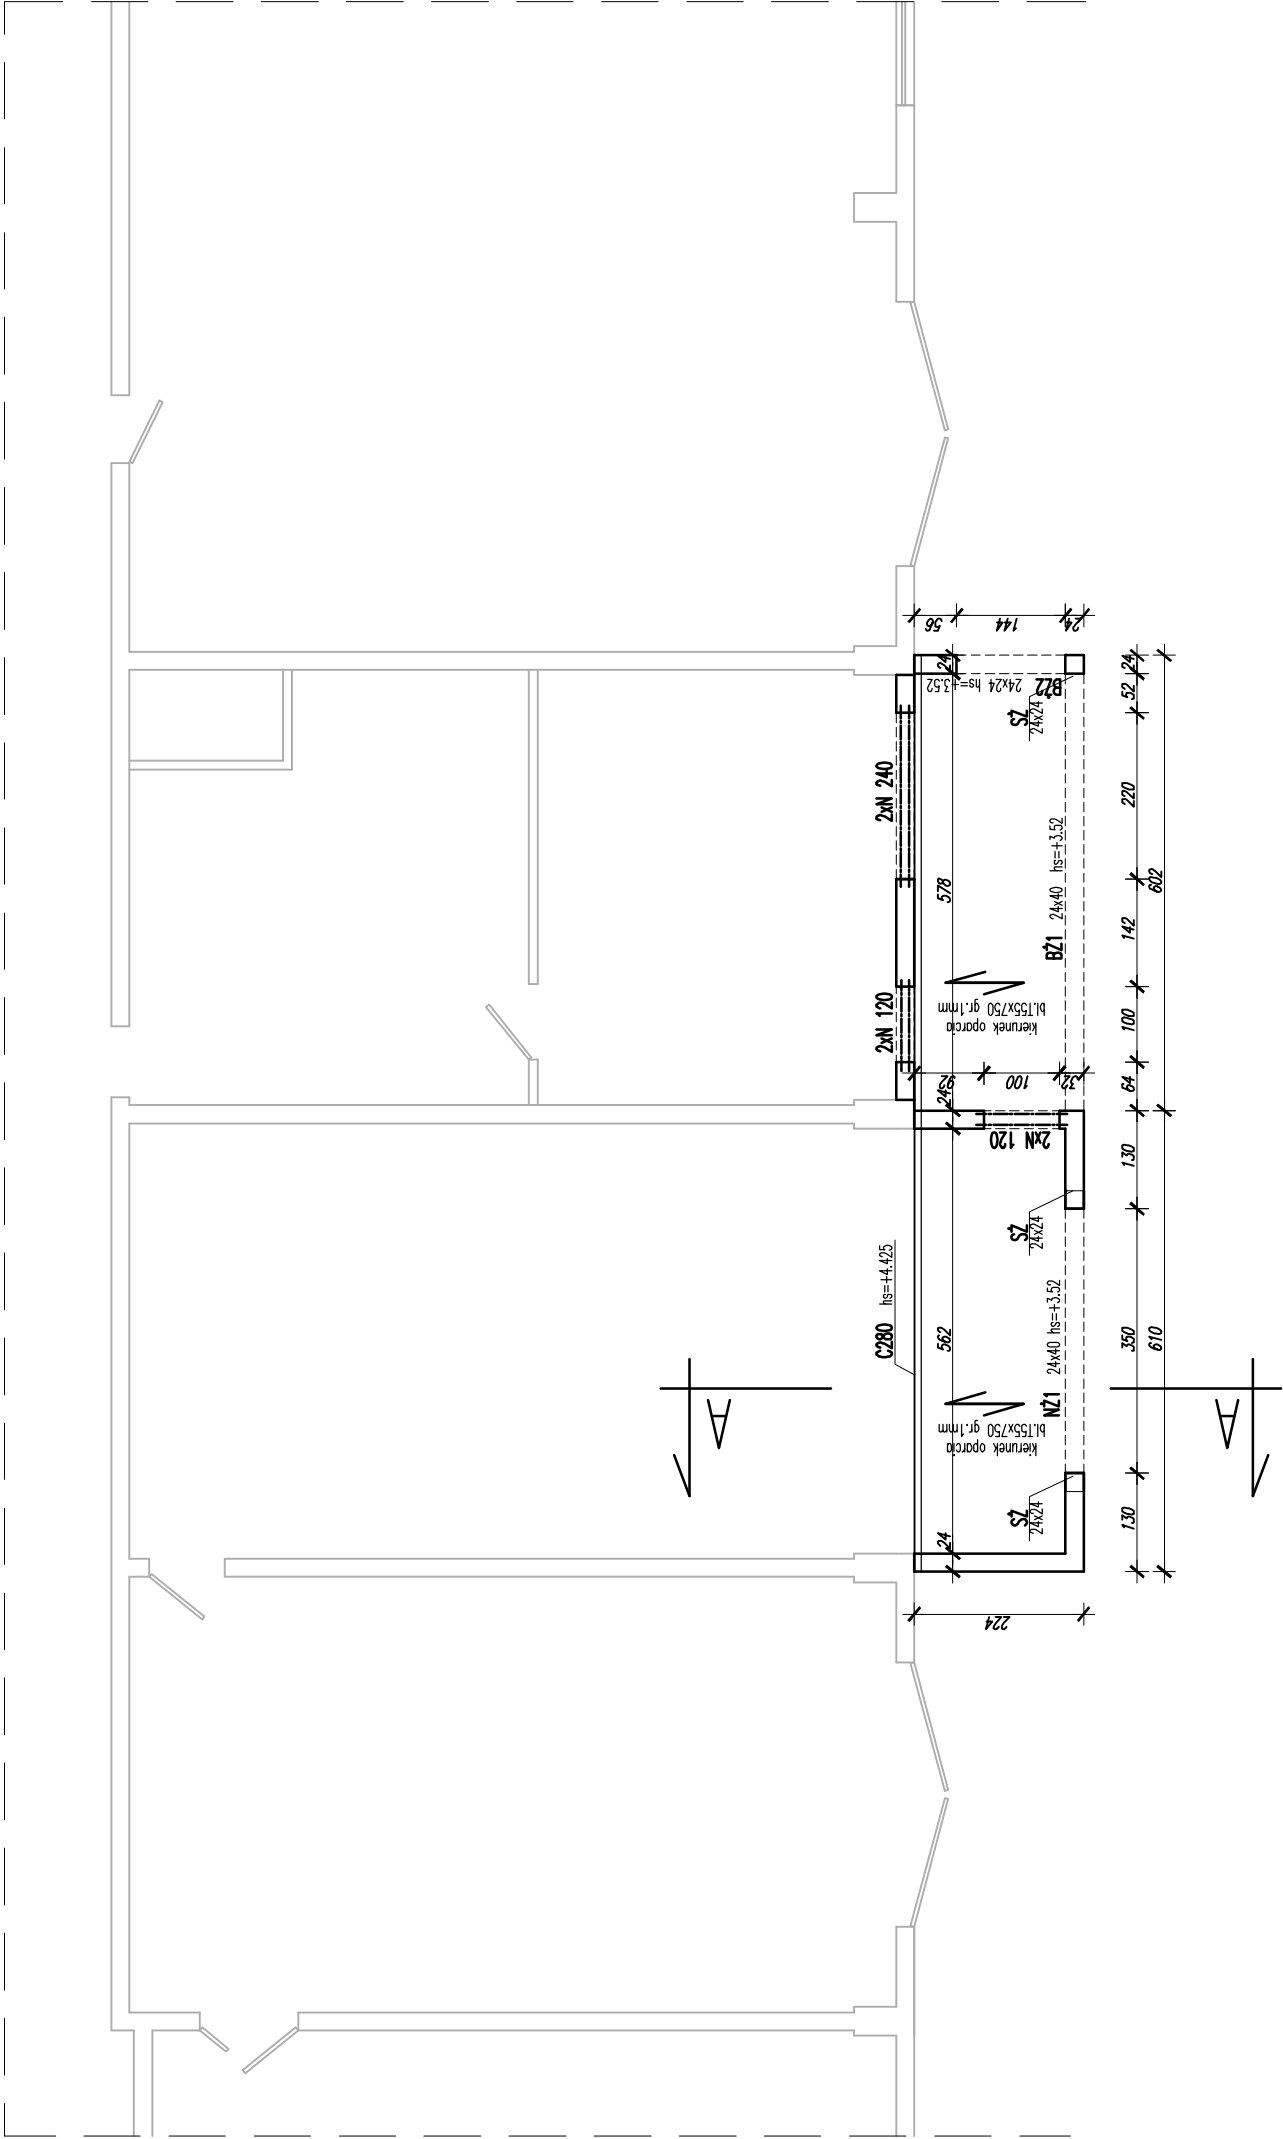 56
144
24
24
24x24 hs=+3.52
BŻ2
SŻ
24x24
24
52
220
142
100
64
602
2xN 240
578
BŻ1 24x40 hs=+3.52
kierunek oparcia
bl.T55x750 gr.1mm
2xN 120
92
100
32
24
2xN 120
SŻ
24x24
C280 hs=+4.425
562
NŻ1 24x40 hs=+3.52
kierunek oparcia
bl.T55x750 gr.1mm
SŻ
24x24
24
130
350
130
610
224
A
A